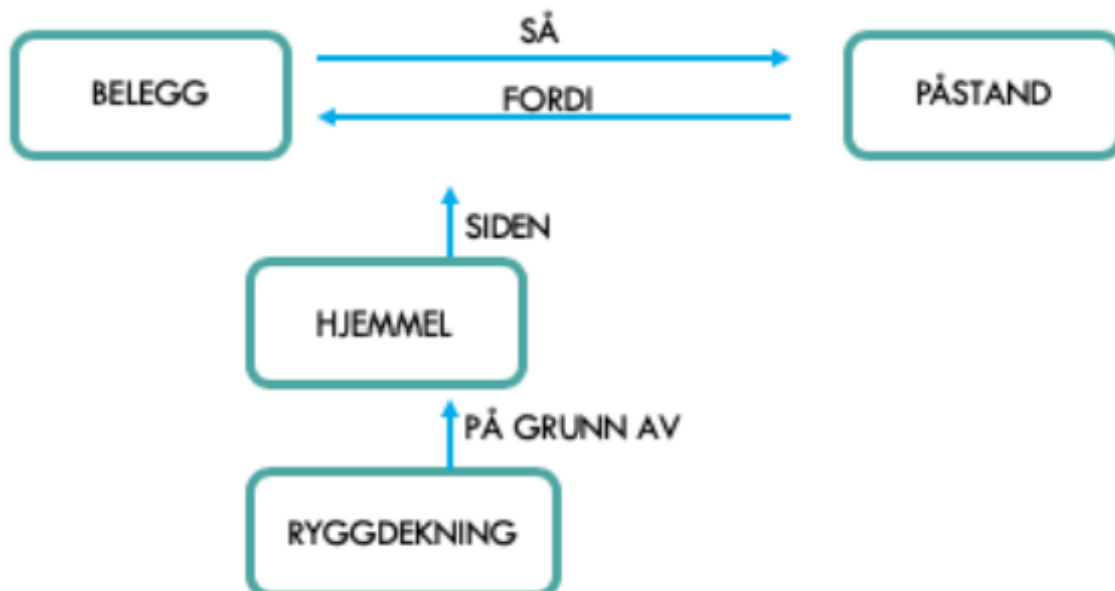 SÅ
BELEGG
PÅSTAND
FORDI
SIDEN
HJEMMEL
PÅ GRUNN AV
RYGGDEKNING